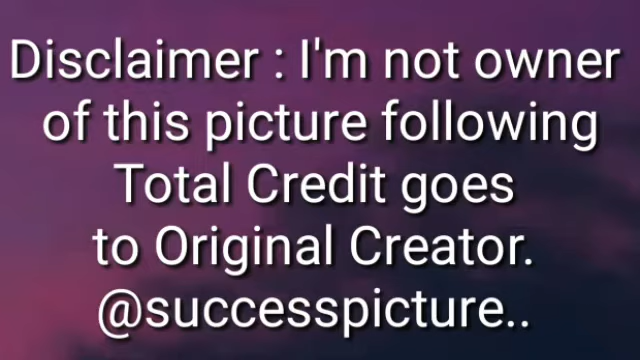 Disclaimer : I'm not owner
of this picture following
Total Credit goes
to Original Creator.
@successpicture..